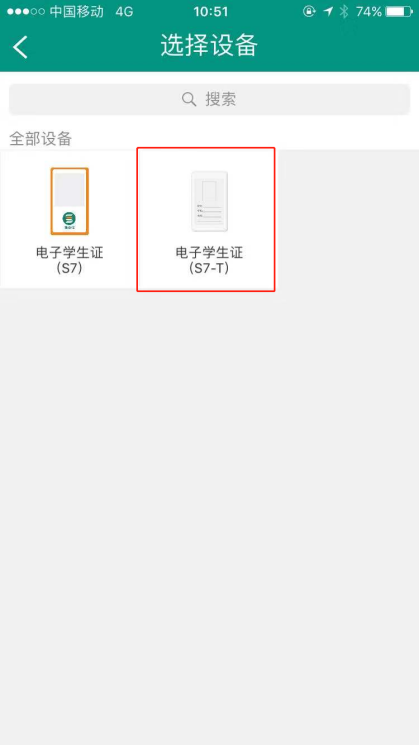 中国移动 4G 10:51 74%
选择设备
搜索
全部设备
电子学生证
(S7)
电子学生证
(S7-T)